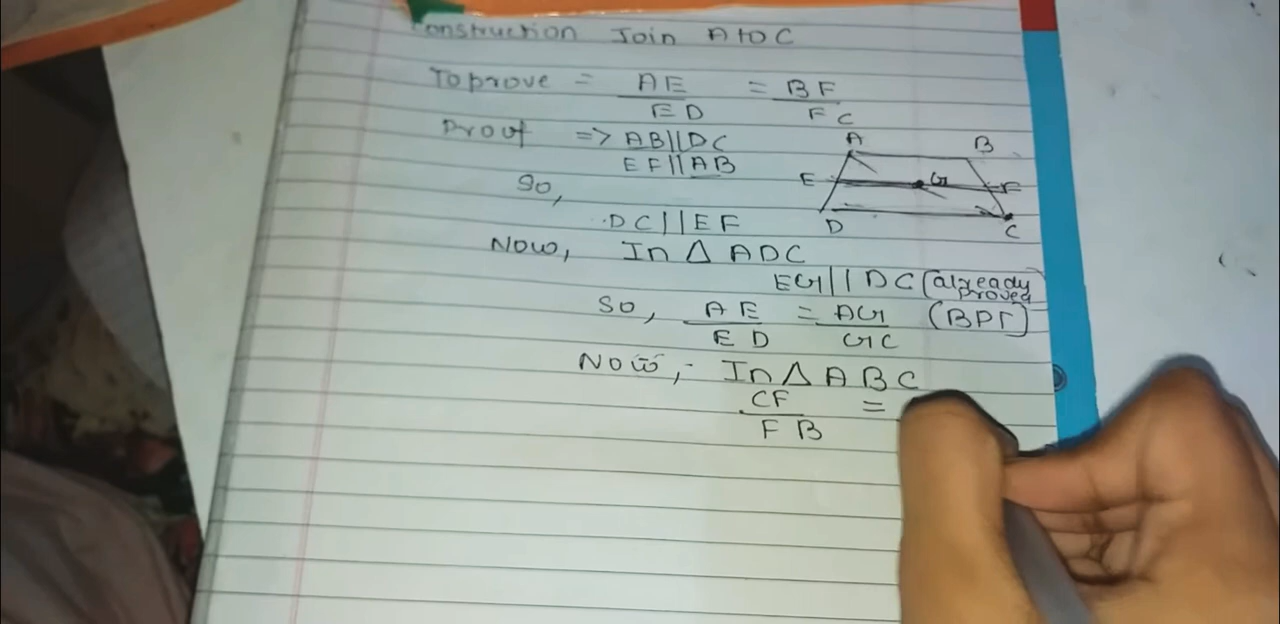 Construction Join A to C
To prove = AE/ED = BF/FC
Proof => AB||DC
EF||AB
So,
DC||EF
Now, In Δ ADC
EG||DC (already proved)
So, AE/ED = AG/GC (BPT)
Now, In Δ ABC
CF/FB =
A B
E G F
D C